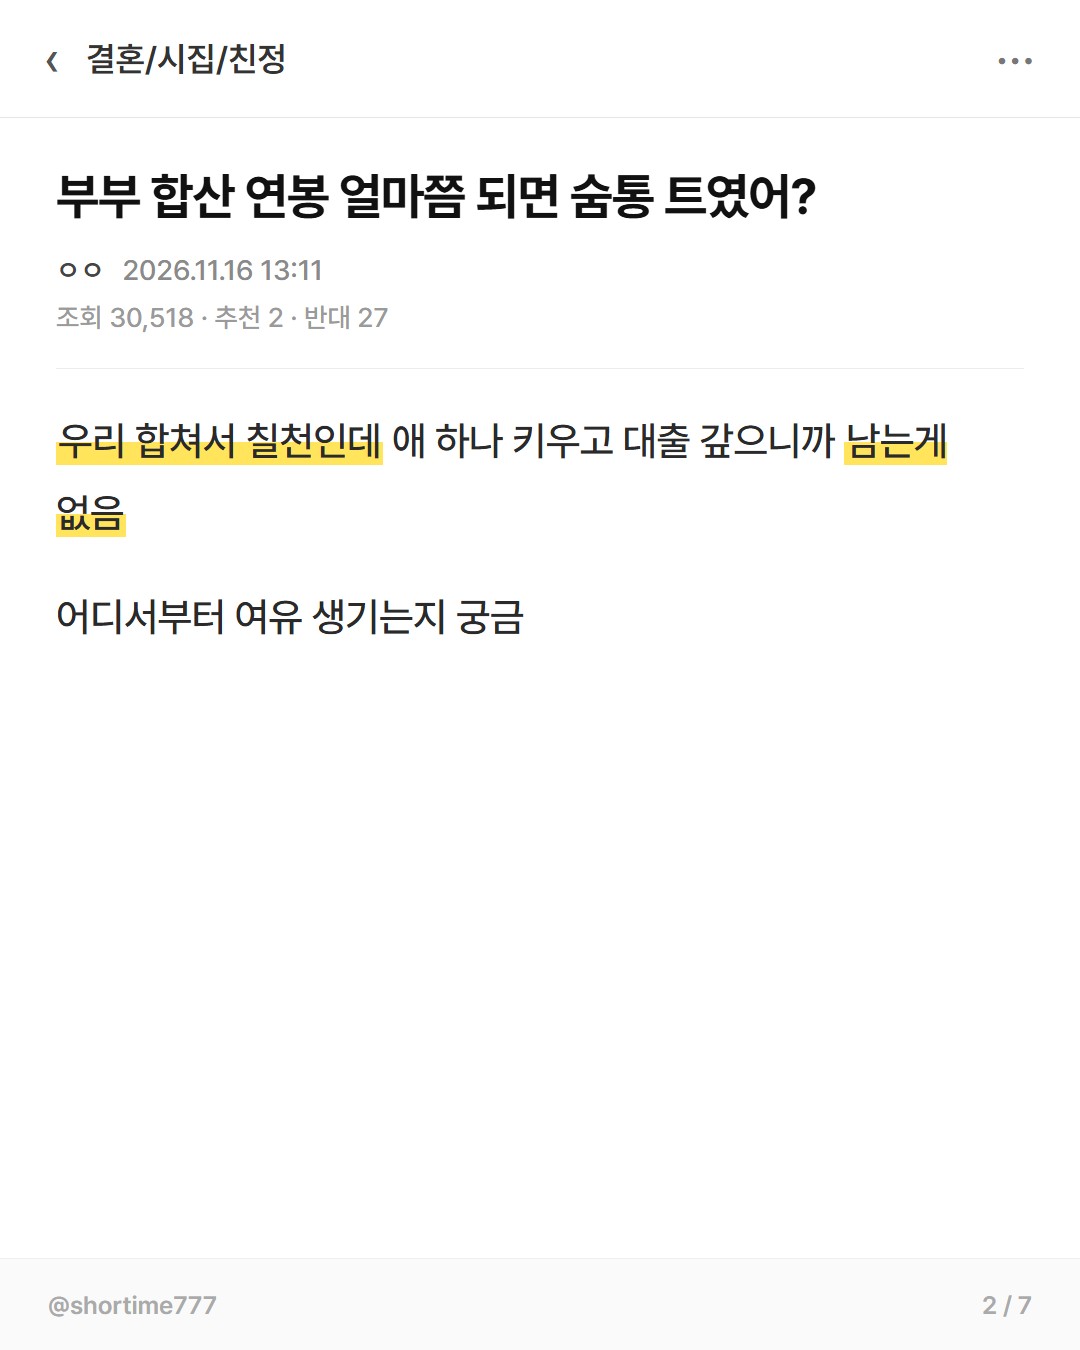 결혼/시집/친정
부부 합산 연봉 얼마쯤 되면 숨통 트였어?
ㅇㅇ 2026.11.16 13:11
조회 30,518 · 추천 2 · 반대 27
우리 합쳐서 칠천인데 애 하나 키우고 대출 갚으니까 남는게
없음
어디서부터 여유 생기는지 궁금
@shortime777
2 / 7